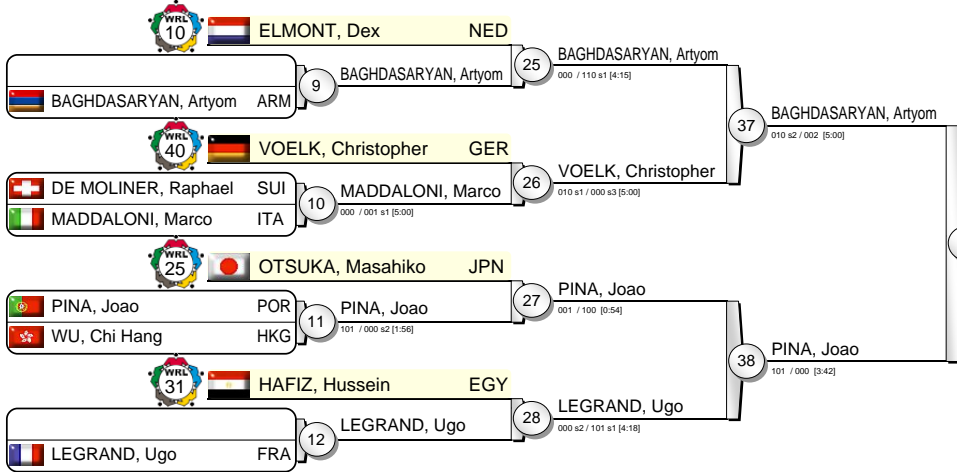 WRL
10
ELMONT, Dex NED
BAGHDASARYAN, Artyom ARM
9
BAGHDASARYAN, Artyom
25
BAGHDASARYAN, Artyom
000 / 110 s1 [4:15]
WRL
40
VOELK, Christopher GER
DE MOLINER, Raphael SUI
MADDALONI, Marco ITA
10
MADDALONI, Marco
000 / 001 s1 [5:00]
26
VOELK, Christopher
010 s1 / 000 s3 [5:00]
37
BAGHDASARYAN, Artyom
010 s2 / 002 [5:00]
WRL
25
OTSUKA, Masahiko JPN
PINA, Joao POR
WU, Chi Hang HKG
11
PINA, Joao
101 / 000 s2 [1:56]
27
PINA, Joao
001 / 100 [0:54]
WRL
31
HAFIZ, Hussein EGY
LEGRAND, Ugo FRA
12
LEGRAND, Ugo
28
LEGRAND, Ugo
000 s2 / 101 s1 [4:18]
38
PINA, Joao
101 / 000 [3:42]